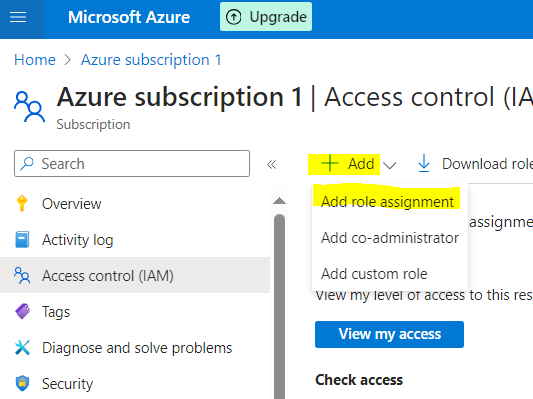 Microsoft Azure
Upgrade
Home > Azure subscription 1
Azure subscription 1 | Access control (IA
Subscription
Search
Add
Download role
Overview
Add role assignment
Activity log
assignmen
Add co-administrator
Access control (IAM)
Add custom role
Tags
View my level of access to this res
View my access
Diagnose and solve problems
Security
Check access